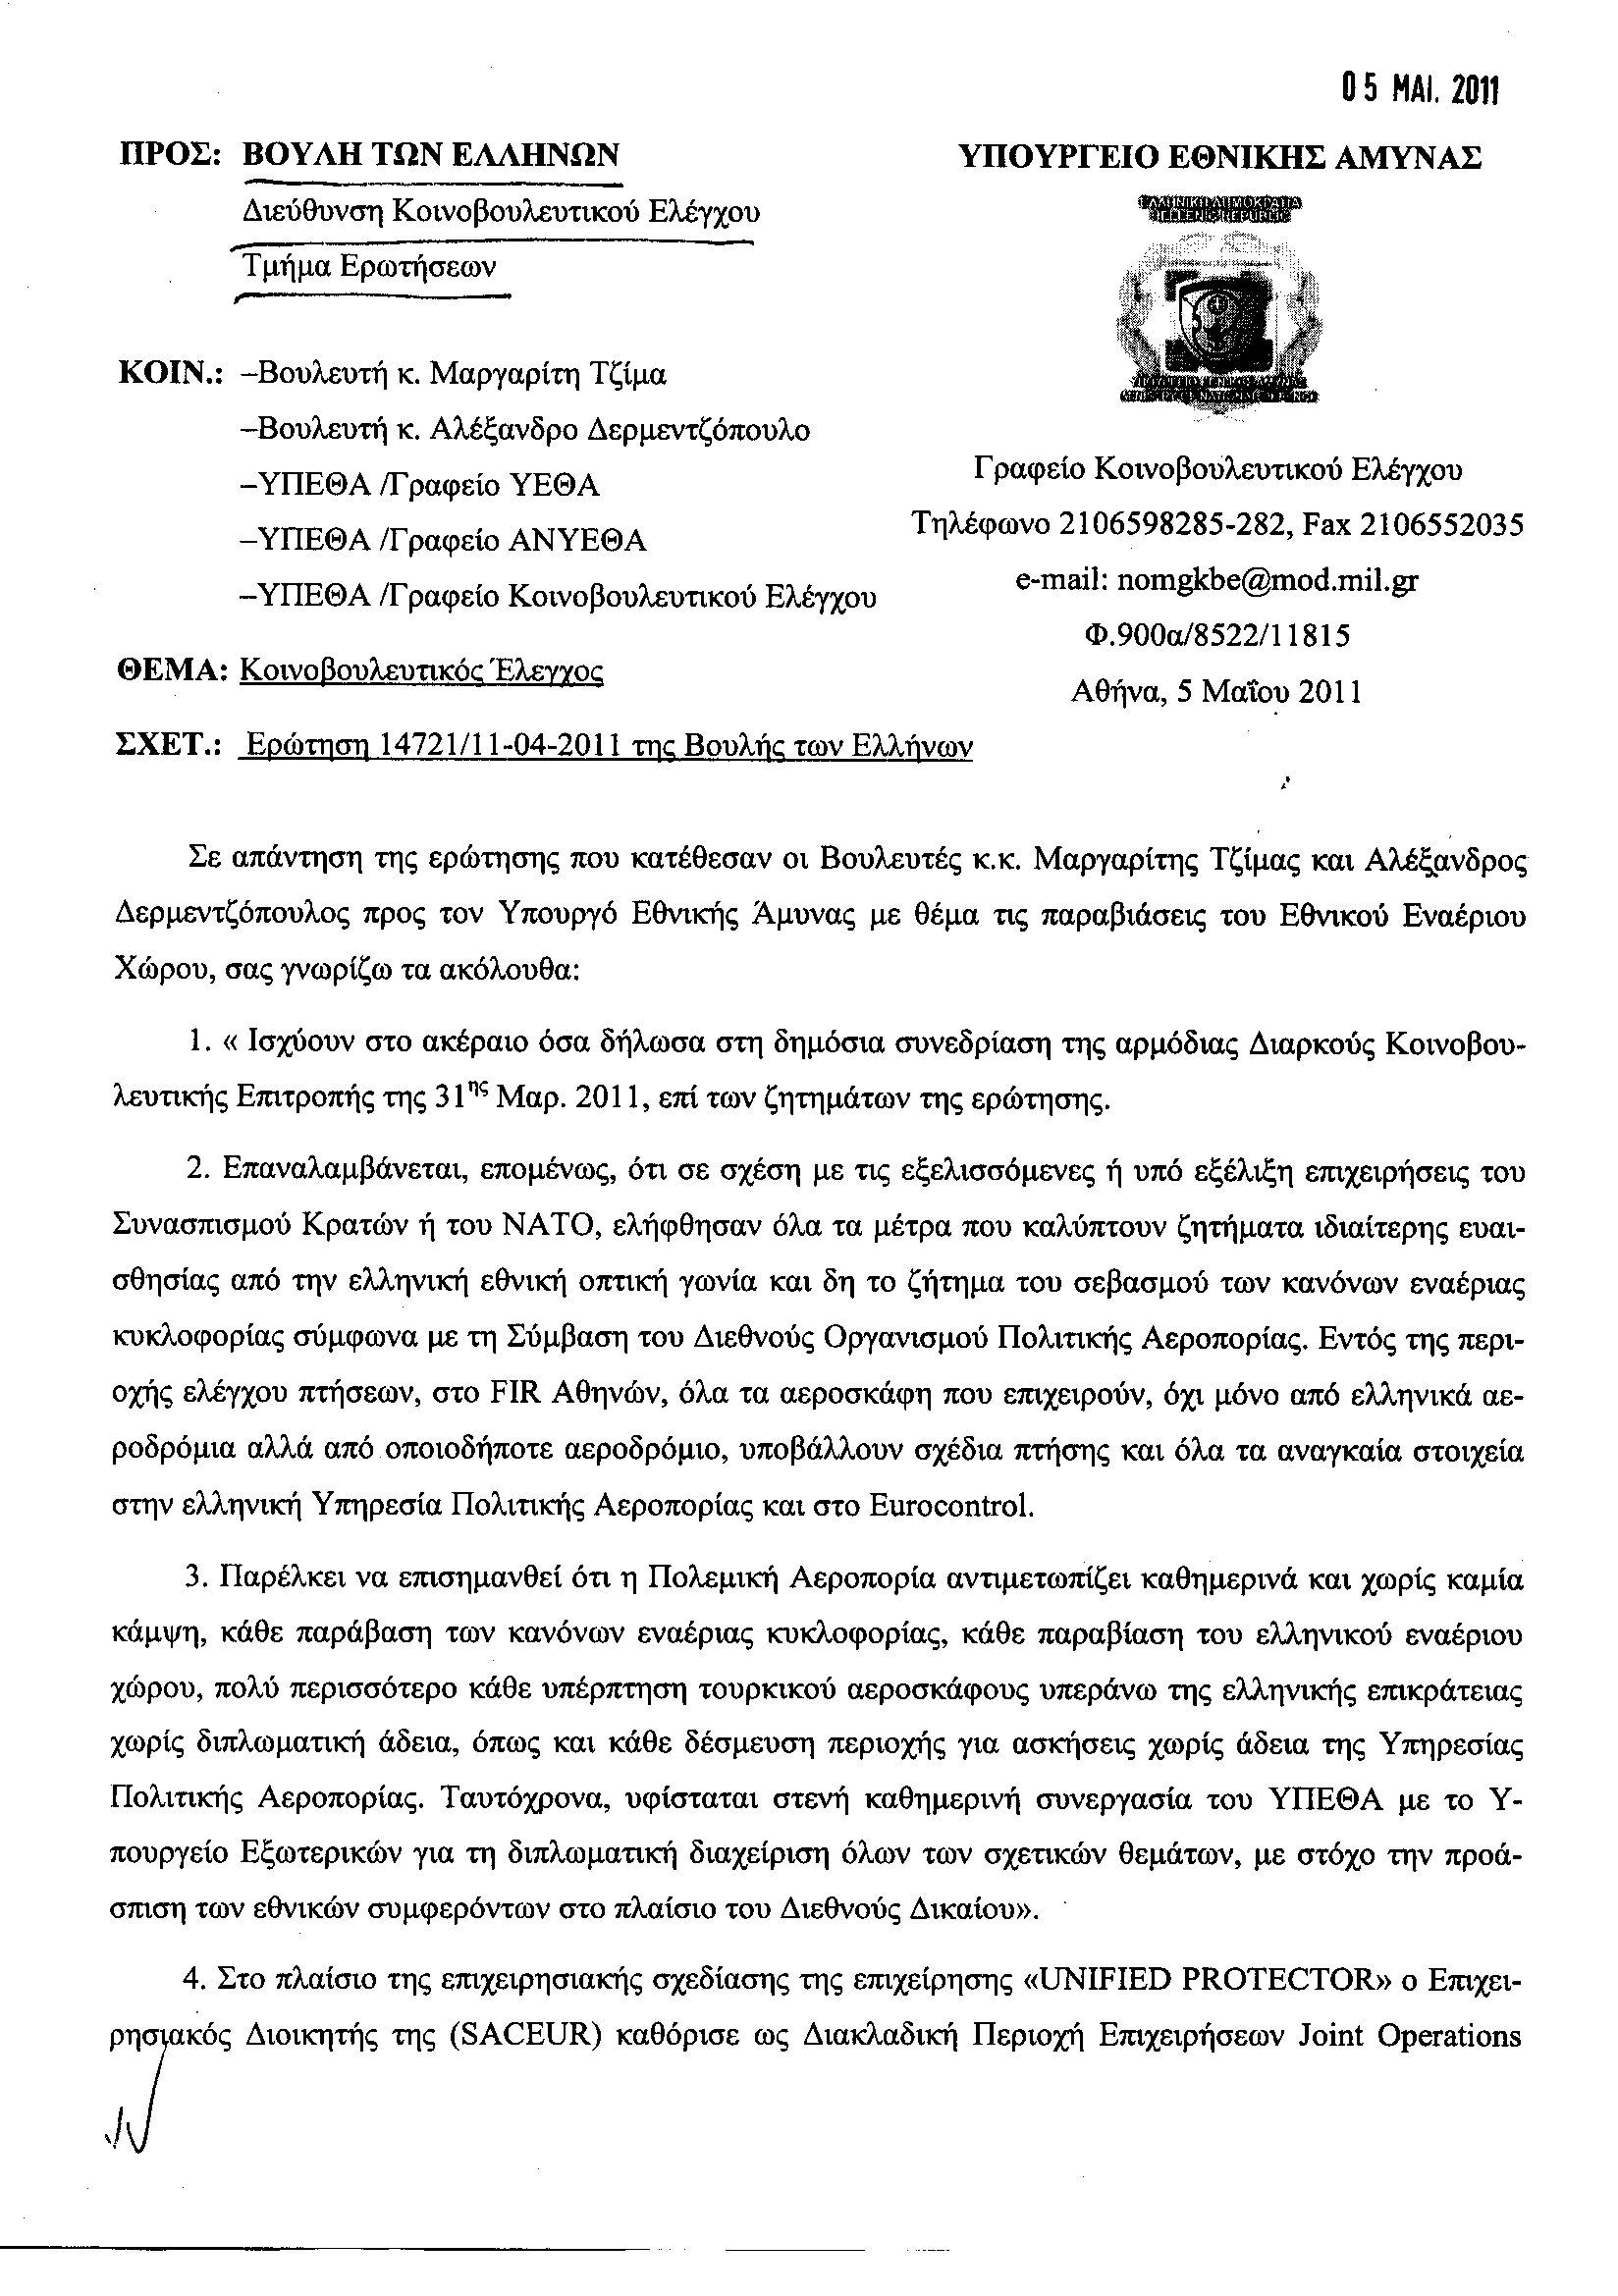 05 ΜΑΙ. 2011
ΠΡΟΣ: ΒΟΥΛΗ ΤΩΝ ΕΛΛΗΝΩΝ
Διεύθυνση Κοινοβουλευτικού Ελέγχου
Τμήμα Ερωτήσεων
ΚΟΙΝ.: –Βουλευτή κ. Μαργαρίτη Τζίμα
–Βουλευτή κ. Αλέξανδρο Δερμεντζόπουλο
–ΥΠΕΘΑ /Γραφείο ΥΕΘΑ
–ΥΠΕΘΑ /Γραφείο ΑΝΥΕΘΑ
–ΥΠΕΘΑ /Γραφείο Κοινοβουλευτικού Ελέγχου
ΘΕΜΑ: Κοινοβουλευτικός Έλεγχος
ΣΧΕΤ.: Ερώτηση 14721/11-04-2011 της Βουλής των Ελλήνων
ΥΠΟΥΡΓΕΙΟ ΕΘΝΙΚΗΣ ΑΜΥΝΑΣ
ΕΛΛΗΝΙΚΗ ΔΗΜΟΚΡΑΤΙΑ
HELLENIC REPUBLIC
Γραφείο Κοινοβουλευτικού Ελέγχου
Τηλέφωνο 2106598285-282, Fax 2106552035
e-mail: nomgkbe@mod.mil.gr
Φ.900α/8522/11815
Αθήνα, 5 Μαΐου 2011
Σε απάντηση της ερώτησης που κατέθεσαν οι Βουλευτές κ.κ. Μαργαρίτης Τζίμας και Αλέξανδρος
Δερμεντζόπουλος προς τον Υπουργό Εθνικής Άμυνας με θέμα τις παραβιάσεις του Εθνικού Εναέριου
Χώρου, σας γνωρίζω τα ακόλουθα:
1. « Ισχύουν στο ακέραιο όσα δήλωσα στη δημόσια συνεδρίαση της αρμόδιας Διαρκούς Κοινοβου-
λευτικής Επιτροπής της 31ης Μαρ. 2011, επί των ζητημάτων της ερώτησης.
2. Επαναλαμβάνεται, επομένως, ότι σε σχέση με τις εξελισσόμενες ή υπό εξέλιξη επιχειρήσεις του
Συνασπισμού Κρατών ή του ΝΑΤΟ, ελήφθησαν όλα τα μέτρα που καλύπτουν ζητήματα ιδιαίτερης ευαι-
σθησίας από την ελληνική εθνική οπτική γωνία και δη το ζήτημα του σεβασμού των κανόνων εναέριας
κυκλοφορίας σύμφωνα με τη Σύμβαση του Διεθνούς Οργανισμού Πολιτικής Αεροπορίας. Εντός της περι-
οχής ελέγχου πτήσεων, στο FIR Αθηνών, όλα τα αεροσκάφη που επιχειρούν, όχι μόνο από ελληνικά αε-
ροδρόμια αλλά από οποιοδήποτε αεροδρόμιο, υποβάλλουν σχέδια πτήσης και όλα τα αναγκαία στοιχεία
στην ελληνική Υπηρεσία Πολιτικής Αεροπορίας και στο Eurocontrol.
3. Παρέλκει να επισημανθεί ότι η Πολεμική Αεροπορία αντιμετωπίζει καθημερινά και χωρίς καμία
κάμψη, κάθε παράβαση των κανόνων εναέριας κυκλοφορίας, κάθε παραβίαση του ελληνικού εναέριου
χώρου, πολύ περισσότερο κάθε υπέρπτηση τουρκικού αεροσκάφους υπεράνω της ελληνικής επικράτειας
χωρίς διπλωματική άδεια, όπως και κάθε δέσμευση περιοχής για ασκήσεις χωρίς άδεια της Υπηρεσίας
Πολιτικής Αεροπορίας. Ταυτόχρονα, υφίσταται στενή καθημερινή συνεργασία του ΥΠΕΘΑ με το Υ-
πουργείο Εξωτερικών για τη διπλωματική διαχείριση όλων των σχετικών θεμάτων, με στόχο την προά-
σπιση των εθνικών συμφερόντων στο πλαίσιο του Διεθνούς Δικαίου».
4. Στο πλαίσιο της επιχειρησιακής σχεδίασης της επιχείρησης «UNIFIED PROTECTOR» ο Επιχει-
ρησιακός Διοικητής της (SACEUR) καθόρισε ως Διακλαδική Περιοχή Επιχειρήσεων Joint Operations